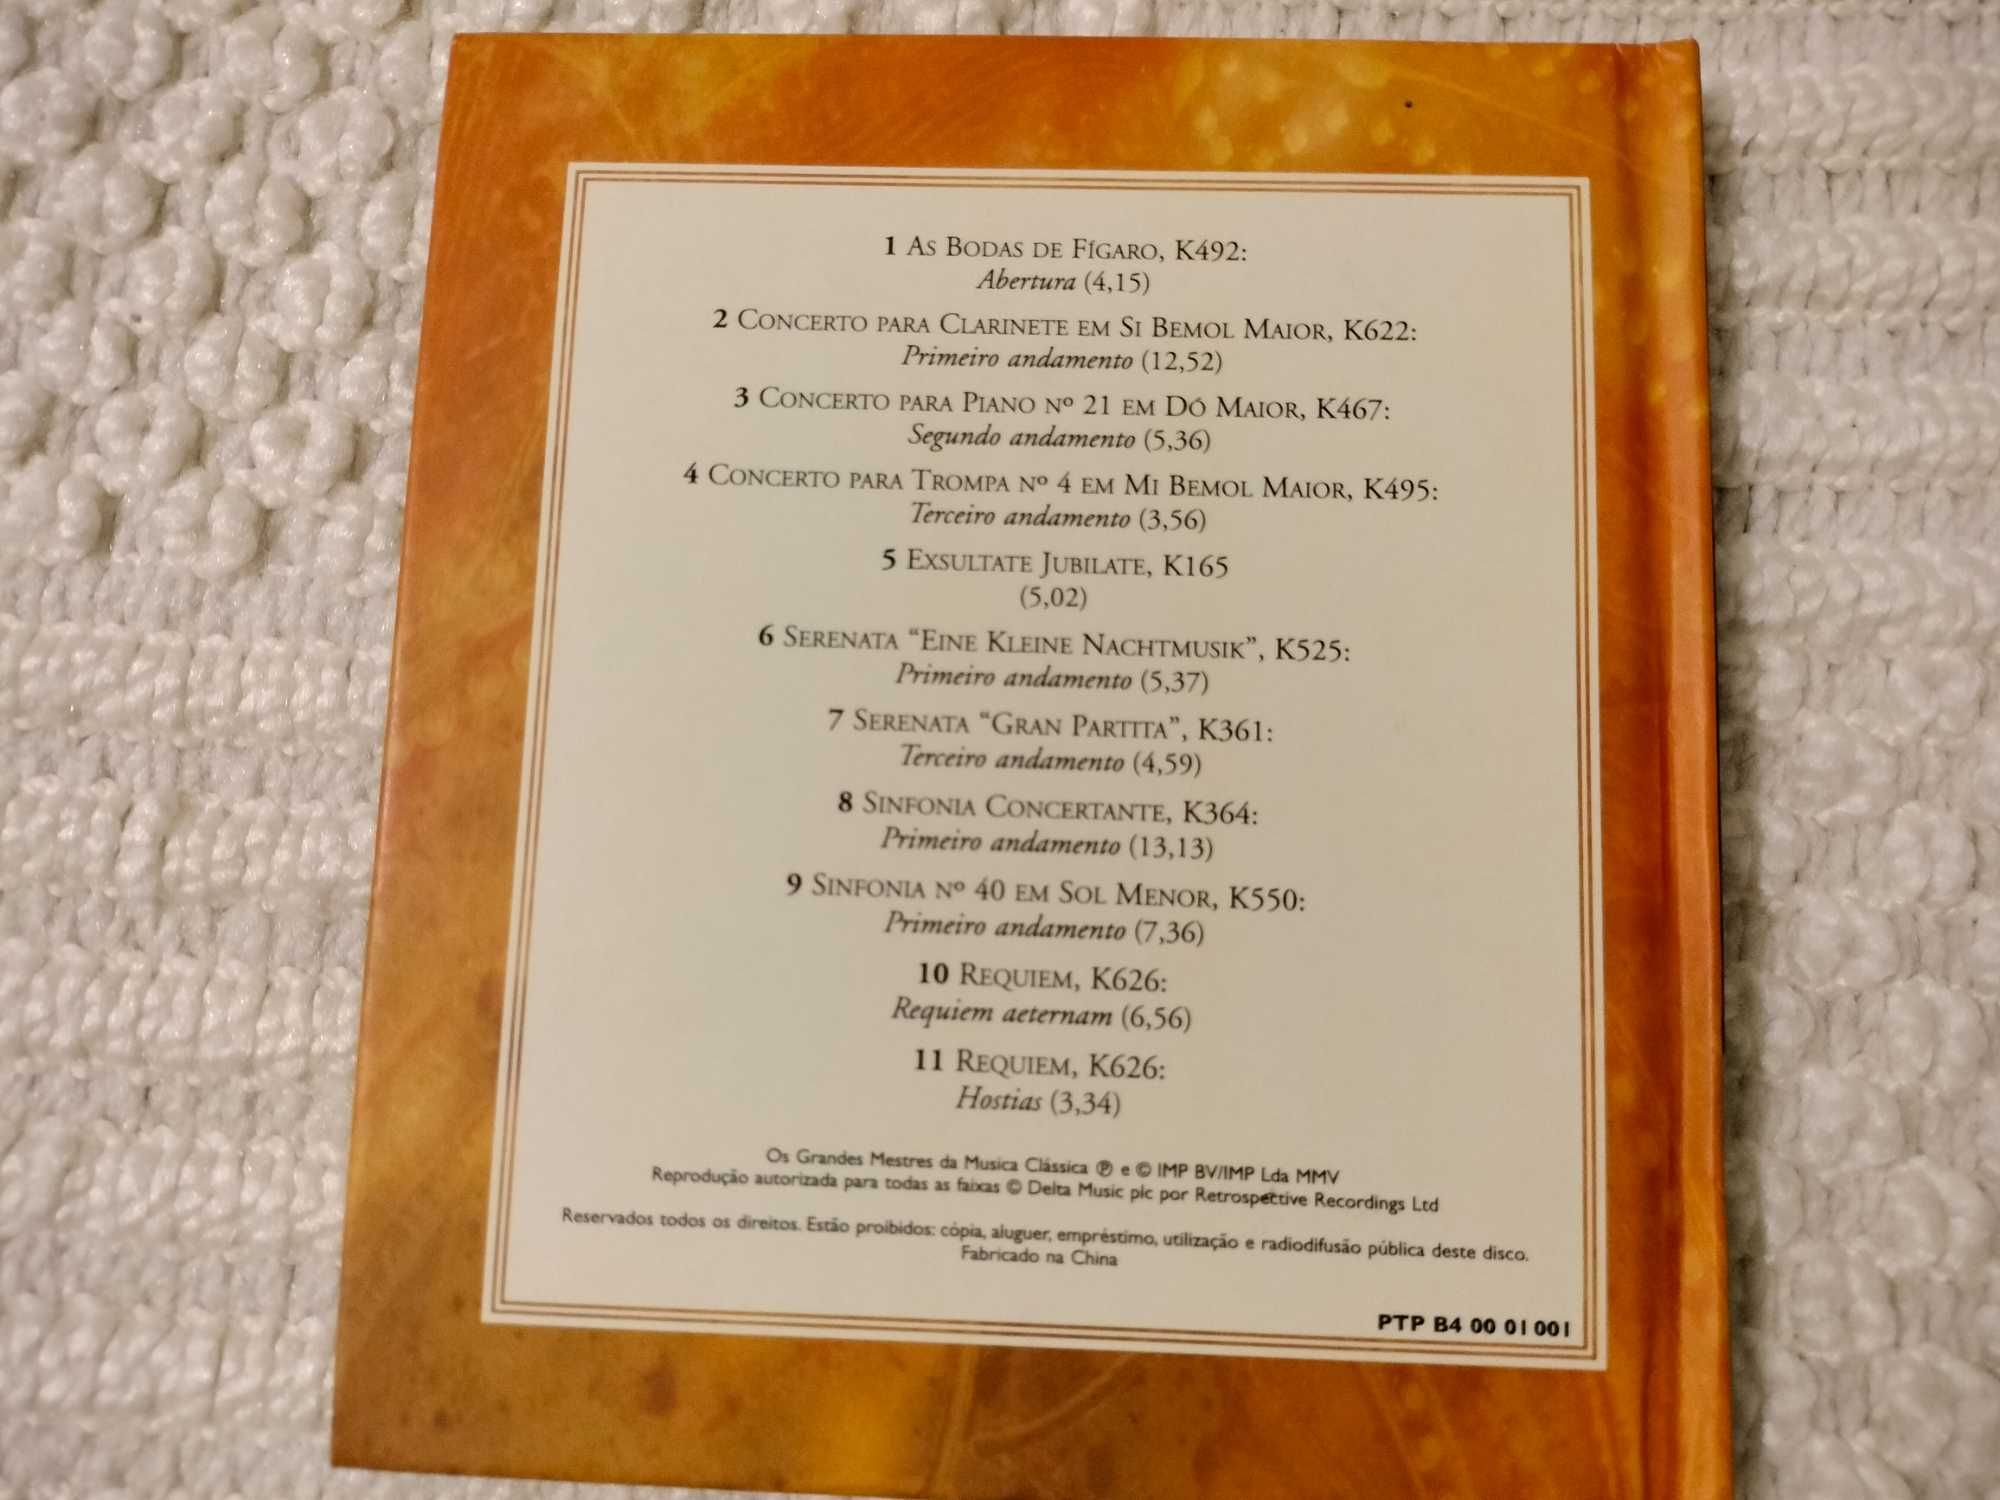 1 As Bodas de Fígaro, K492:
Abertura (4,15)
2 Concerto para Clarinete em Si Bemol Maior, K622:
Primeiro andamento (12,52)
3 Concerto para Piano nº 21 em Dó Maior, K467:
Segundo andamento (5,36)
4 Concerto para Trompa nº 4 em Mi Bemol Maior, K495:
Terceiro andamento (3,56)
5 Exsultate Jubilate, K165
(5,02)
6 Serenata “Eine Kleine Nachtmusik”, K525:
Primeiro andamento (5,37)
7 Serenata “Gran Partita”, K361:
Terceiro andamento (4,59)
8 Sinfonia Concertante, K364:
Primeiro andamento (13,13)
9 Sinfonia nº 40 em Sol Menor, K550:
Primeiro andamento (7,36)
10 Requiem, K626:
Requiem aeternam (6,56)
11 Requiem, K626:
Hostias (3,34)
Os Grandes Mestres da Musica Clássica ℗ e © IMP BV/IMP Lda MMV
Reprodução autorizada para todas as faixas © Delta Music plc por Retrospective Recordings Ltd
Reservados todos os direitos. Estão proibidos: cópia, aluguer, empréstimo, utilização e radiodifusão pública deste disco.
Fabricado na China
PTP B4 00 01 001